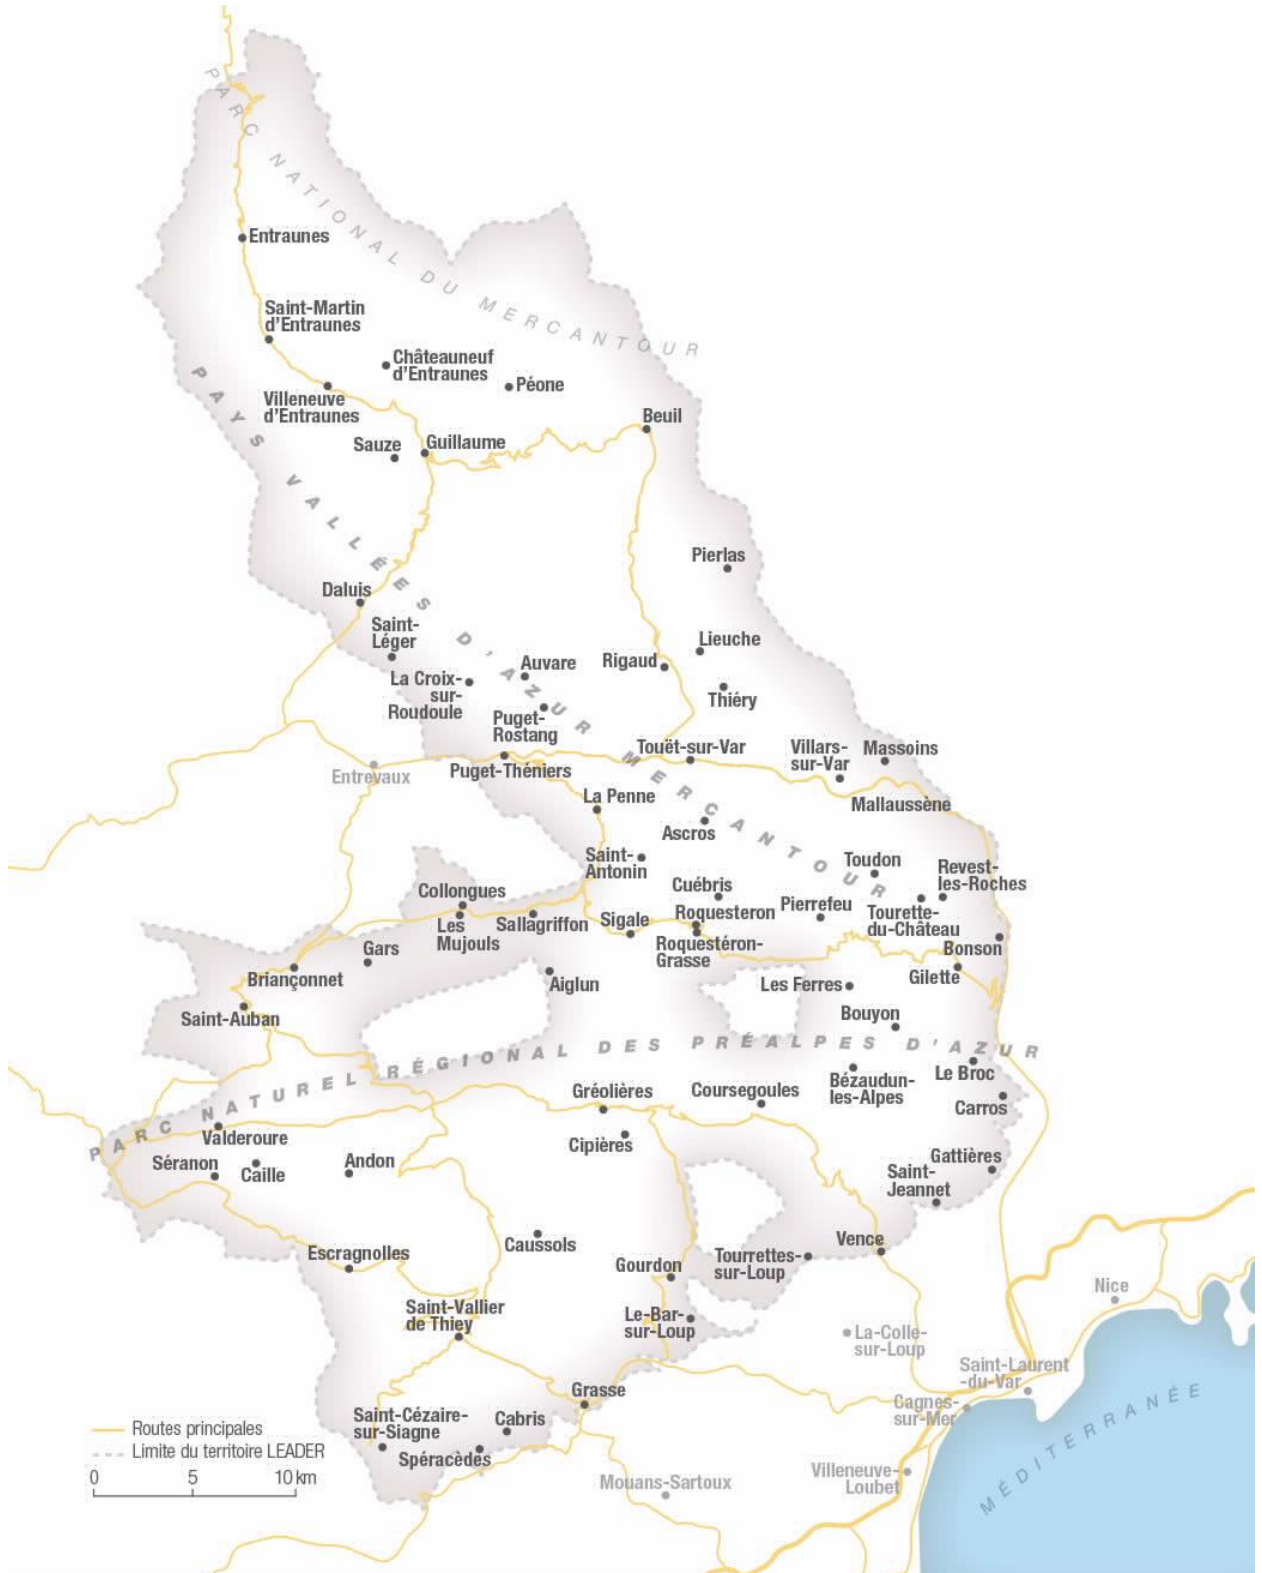 PARC NATIONAL DU MERCANTOUR
Entraunes
Saint-Martin
d'Entraunes
Châteauneuf
d'Entraunes
Péone
Villeneuve
d'Entraunes
Beuil
Sauze
Guillaume
PAYS VALLÉES D'AZUR MERCANTOUR
Pierlas
Daluis
Saint-
Léger
Lieuche
Rigaud
Auvare
La Croix-
sur-
Roudoule
Thiéry
Puget-
Rostang
Touët-sur-Var
Villars-
sur-Var
Massoins
Entrevaux
Puget-Théniers
La Penne
Mallaussène
Ascros
Saint-
Antonin
Toudon
Revest-
les-Roches
Cuébris
Collongues
Pierrefeu
Roquesteron
Tourette-
du-Château
Les
Mujouls
Sallagriffon
Sigale
Roquestéron-
Grasse
Bonson
Gars
Gilette
Briançonnet
Aiglun
Les Ferres
Saint-Auban
Bouyon
PARC NATUREL RÉGIONAL DES PRÉALPES D'AZUR
Le Broc
Bézaudun-
les-Alpes
Gréolières
Coursegoules
Carros
Valderoure
Cipières
Séranon
Caille
Andon
Gattières
Saint-
Jeannet
Escragnolles
Caussols
Gourdon
Tourrettes-
sur-Loup
Vence
Nice
Saint-Vallier
de Thiey
Le-Bar-
sur-Loup
La-Colle-
sur-Loup
Saint-Laurent
-du-Var
Grasse
Cagnes-
sur-Mer
Saint-Cézaire-
sur-Siagne
Cabris
Spéracèdes
Mouans-Sartoux
Villeneuve-
Loubet
MÉDITERRANÉE
Routes principales
Limite du territoire LEADER
0 5 10 km